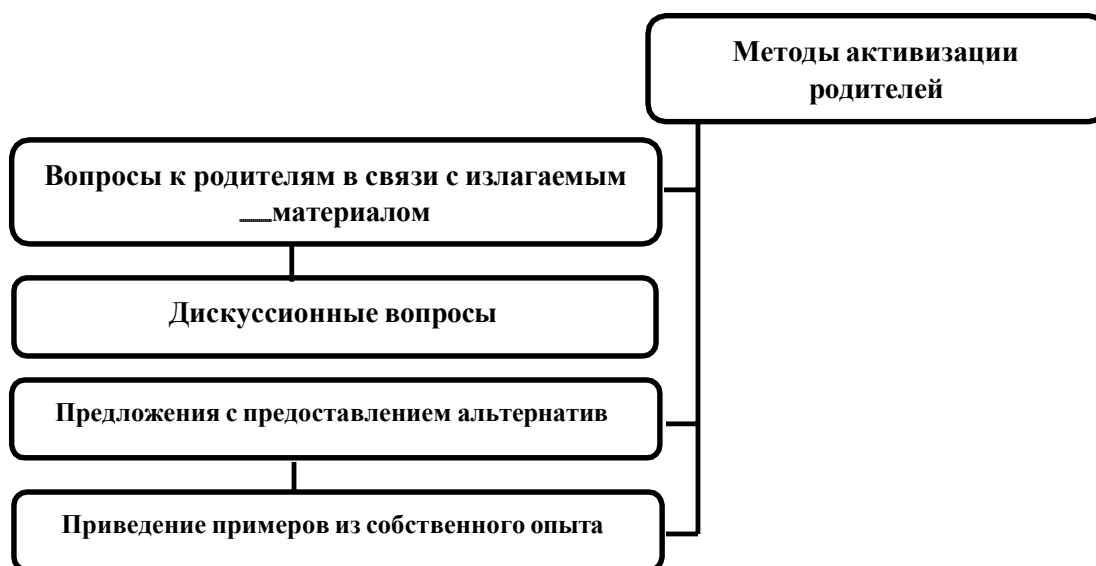 Методы активизации
родителей
Вопросы к родителям в связи с излагаемым
материалом
Дискуссионные вопросы
Предложения с предоставлением альтернатив
Приведение примеров из собственного опыта